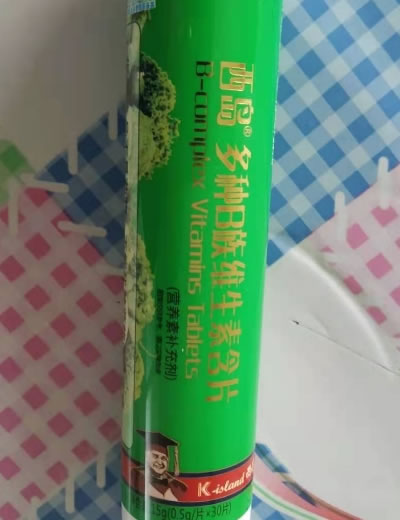 西岛®
多种B族维生素含片
B-complex Vitamins Tablets
(营养素补充剂)
K-island
15g(0.5g/片×30片)